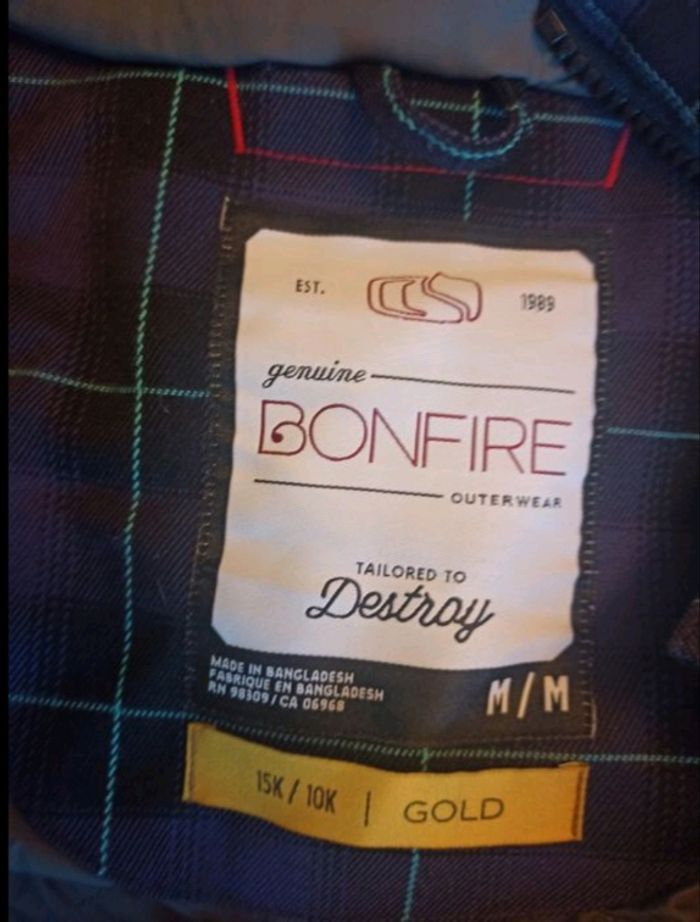 EST. 1989
genuine
BONFIRE
OUTERWEAR
TAILORED TO
Destroy
MADE IN BANGLADESH
FABRIQUE EN BANGLADESH
RN 98309 / CA 06968
M/M
15K / 10K | GOLD